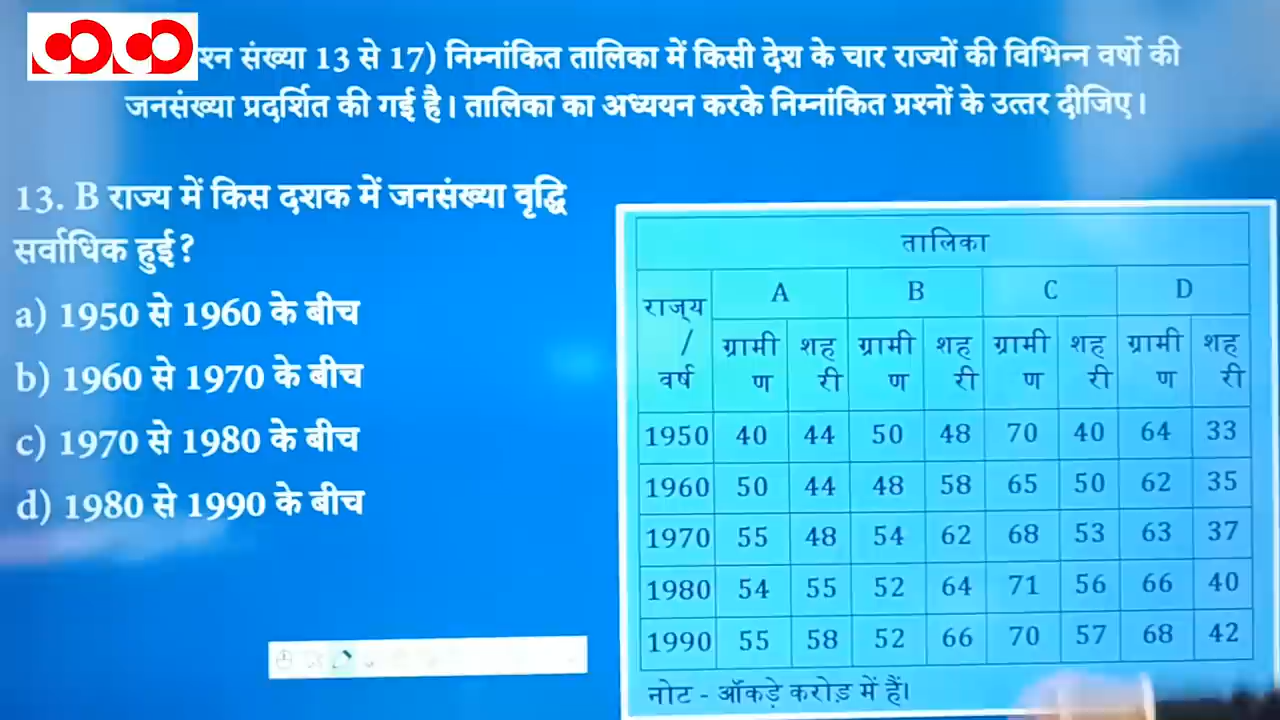 संख्या 13 से 17) निम्नांकित तालिका में किसी देश के चार राज्यों की विभिन्न वर्षो की
जनसंख्या प्रदर्शित की गई है। तालिका का अध्ययन करके निम्नांकित प्रश्नों के उत्तर दीजिए।
13. B राज्य में किस दशक में जनसंख्या वृद्धि
सर्वाधिक हुई?
a) 1950 से 1960 के बीच
b) 1960 से 1970 के बीच
c) 1970 से 1980 के बीच
d) 1980 से 1990 के बीच
तालिका
राज्य / वर्ष A B C D
ग्रामीण शहरी ग्रामीण शहरी ग्रामीण शहरी ग्रामीण शहरी
1950 40 44 50 48 70 40 64 33
1960 50 44 48 58 65 50 62 35
1970 55 48 54 62 68 53 63 37
1980 54 55 52 64 71 56 66 40
1990 55 58 52 66 70 57 68 42
नोट - ऑकड़े करोड़ में हैं।